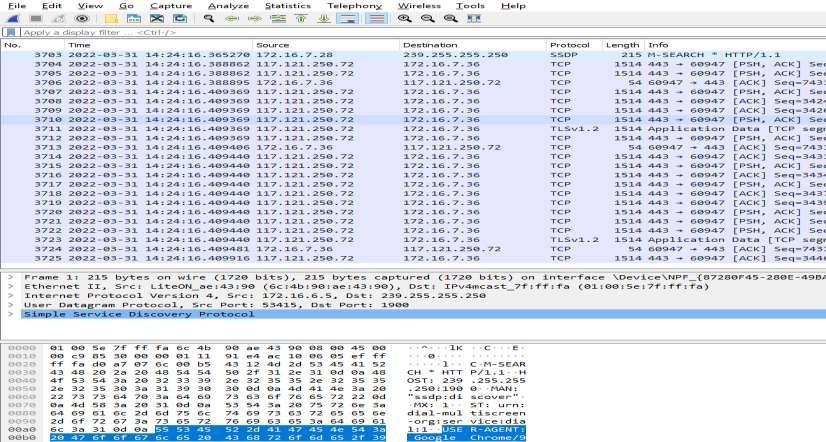 File Edit View Go Capture Analyze Statistics Telephony Wireless Tools Help
Apply a display filter ... <Ctrl-/>
No. Time Source Destination Protocol Length Info
3703 2022-03-31 14:24:16.365270 172.16.7.28 239.255.255.250 SSDP 215 M-SEARCH * HTTP/1.1
3704 2022-03-31 14:24:16.388862 117.121.250.72 172.16.7.36 TCP 1514 443 → 60947 [PSH, ACK] Seq
3705 2022-03-31 14:24:16.388862 117.121.250.72 172.16.7.36 TCP 1514 443 → 60947 [PSH, ACK] Seq
3706 2022-03-31 14:24:16.388895 172.16.7.36 117.121.250.72 TCP 54 60947 → 443 [ACK] Seq=7431
3707 2022-03-31 14:24:16.409369 117.121.250.72 172.16.7.36 TCP 1514 443 → 60947 [PSH, ACK] Seq
3708 2022-03-31 14:24:16.409369 117.121.250.72 172.16.7.36 TCP 1514 443 → 60947 [ACK] Seq=3424
3709 2022-03-31 14:24:16.409369 117.121.250.72 172.16.7.36 TCP 1514 443 → 60947 [PSH, ACK] Seq
3710 2022-03-31 14:24:16.409369 117.121.250.72 172.16.7.36 TCP 1514 443 → 60947 [ACK] Seq=342
3711 2022-03-31 14:24:16.409369 117.121.250.72 172.16.7.36 TLSv1.2 1514 Application Data [TCP segm
3712 2022-03-31 14:24:16.409369 117.121.250.72 172.16.7.36 TCP 1514 443 → 60947 [PSH, ACK] Seq
3713 2022-03-31 14:24:16.409406 172.16.7.36 117.121.250.72 TCP 54 60947 → 443 [ACK] Seq=7431
3714 2022-03-31 14:24:16.409440 117.121.250.72 172.16.7.36 TCP 1514 443 → 60947 [ACK] Seq=343
3715 2022-03-31 14:24:16.409440 117.121.250.72 172.16.7.36 TCP 1514 443 → 60947 [PSH, ACK] Seq
3716 2022-03-31 14:24:16.409440 117.121.250.72 172.16.7.36 TCP 1514 443 → 60947 [ACK] Seq=3434
3717 2022-03-31 14:24:16.409440 117.121.250.72 172.16.7.36 TCP 1514 443 → 60947 [PSH, ACK] Seq
3718 2022-03-31 14:24:16.409440 117.121.250.72 172.16.7.36 TCP 1514 443 → 60947 [ACK] Seq=3437
3719 2022-03-31 14:24:16.409440 117.121.250.72 172.16.7.36 TCP 1514 443 → 60947 [ACK] Seq=3439
3720 2022-03-31 14:24:16.409440 117.121.250.72 172.16.7.36 TCP 1514 443 → 60947 [PSH, ACK] Seq
3721 2022-03-31 14:24:16.409440 117.121.250.72 172.16.7.36 TCP 1514 443 → 60947 [PSH, ACK] Seq
3722 2022-03-31 14:24:16.409440 117.121.250.72 172.16.7.36 TCP 1514 443 → 60947 [PSH, ACK] Seq
3723 2022-03-31 14:24:16.409440 117.121.250.72 172.16.7.36 TLSv1.2 1514 Application Data [TCP segm
3724 2022-03-31 14:24:16.409481 172.16.7.36 117.121.250.72 TCP 54 60947 → 443 [ACK] Seq=7431
3725 2022-03-31 14:24:16.409916 117.121.250.72 172.16.7.36 TCP 1514 443 → 60947 [ACK] Seq=3446
Frame 1: 215 bytes on wire (1720 bits), 215 bytes captured (1720 bits) on interface \Device\NPF_{87280F45-280E-49BA
Ethernet II, Src: LiteON_ae:43:90 (6c:4b:90:ae:43:90), Dst: IPv4mcast_7f:ff:fa (01:00:5e:7f:ff:fa)
Internet Protocol Version 4, Src: 172.16.6.5, Dst: 239.255.255.250
User Datagram Protocol, Src Port: 53415, Dst Port: 1900
Simple Service Discovery Protocol
0000 01 00 5e 7f ff fa 6c 4b 90 ae 43 90 08 00 45 00 ··^···lK ··C···E·
0010 00 c9 85 30 00 00 01 11 91 e4 ac 10 06 05 ef ff ···0···· ········
0020 ff fa d0 a7 07 6c 00 b5 43 12 4d 2d 53 45 41 52 ·····l·· C·M-SEAR
0030 43 48 20 2a 20 48 54 54 50 2f 31 2e 31 0d 0a 48 CH * HTT P/1.1··H
0040 4f 53 54 3a 20 32 33 39 2e 32 35 35 2e 32 35 35 OST: 239 .255.255
0050 2e 32 35 30 3a 31 39 30 30 0d 0a 4d 41 4e 3a 20 .250:190 0··MAN:
0060 22 73 73 64 70 3a 64 69 73 63 6f 76 65 72 22 0d "ssdp:di scover"·
0070 0a 4d 58 3a 20 31 0d 0a 53 54 3a 20 75 72 6e 3a ·MX: 1·· ST: urn:
0080 64 69 61 6c 2d 6d 75 6c 74 69 73 63 72 65 65 6e dial-mul tiscreen
0090 2d 6f 72 67 3a 73 65 72 76 69 63 65 3a 64 69 61 -org:ser vice:dia
00a0 6c 3a 31 0d 0a 55 53 45 52 2d 41 47 45 4e 54 3a l:1··USE R-AGENT:
00b0 20 47 6f 6f 67 6c 65 20 43 68 72 6f 6d 65 2f 39 Google Chrome/9